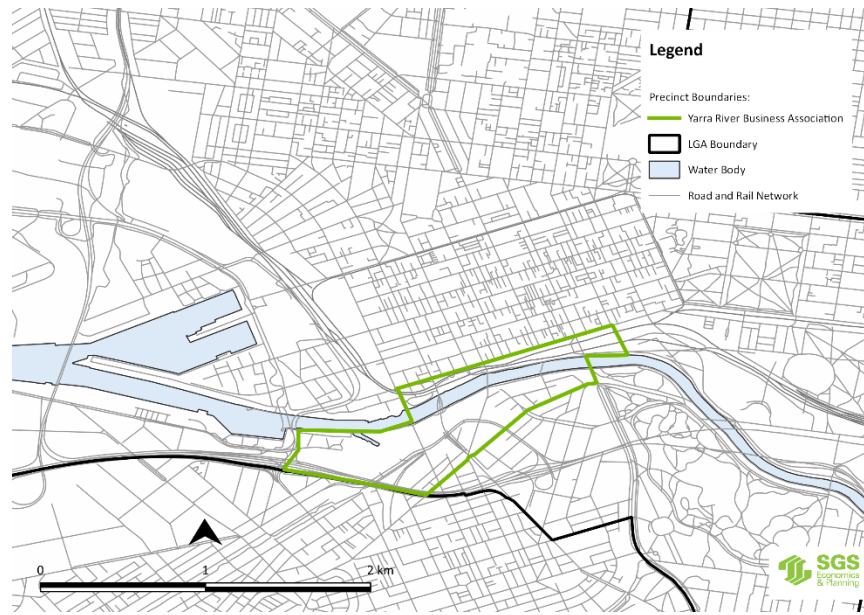 Legend
Precinct Boundaries:
Yarra River Business Association
LGA Boundary
Water Body
Road and Rail Network
0
1
2 km
SGS
Economics
& Planning